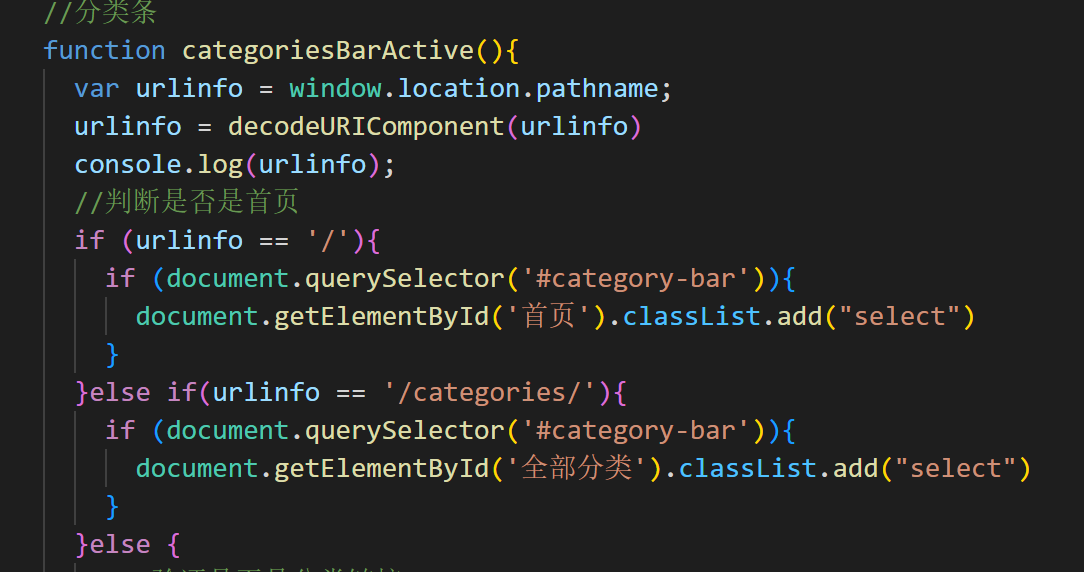 //分类条
function categoriesBarActive(){
var urlinfo = window.location.pathname;
urlinfo = decodeURIComponent(urlinfo)
console.log(urlinfo);
//判断是否是首页
if (urlinfo == '/'){
if (document.querySelector('#category-bar')){
document.getElementById('首页').classList.add("select")
}
}else if(urlinfo == '/categories/'){
if (document.querySelector('#category-bar')){
document.getElementById('全部分类').classList.add("select")
}
}else {